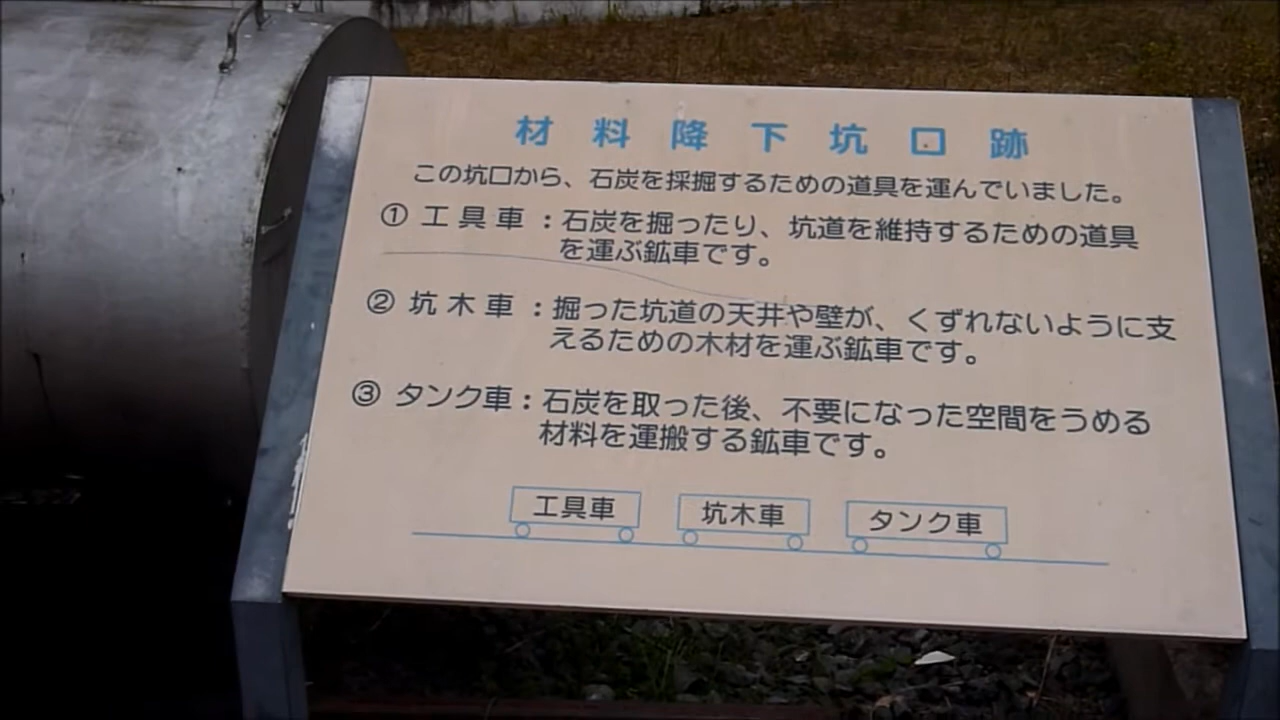 材料降下坑口跡
この坑口から、石炭を採掘するための道具を運んでいました。
① 工具車：石炭を掘ったり、坑道を維持するための道具
を運ぶ鉱車です。
② 坑木車：掘った坑道の天井や壁が、くずれないように支
えるための木材を運ぶ鉱車です。
③ タンク車：石炭を取った後、不要になった空間をうめる
材料を運搬する鉱車です。
工具車 坑木車 タンク車